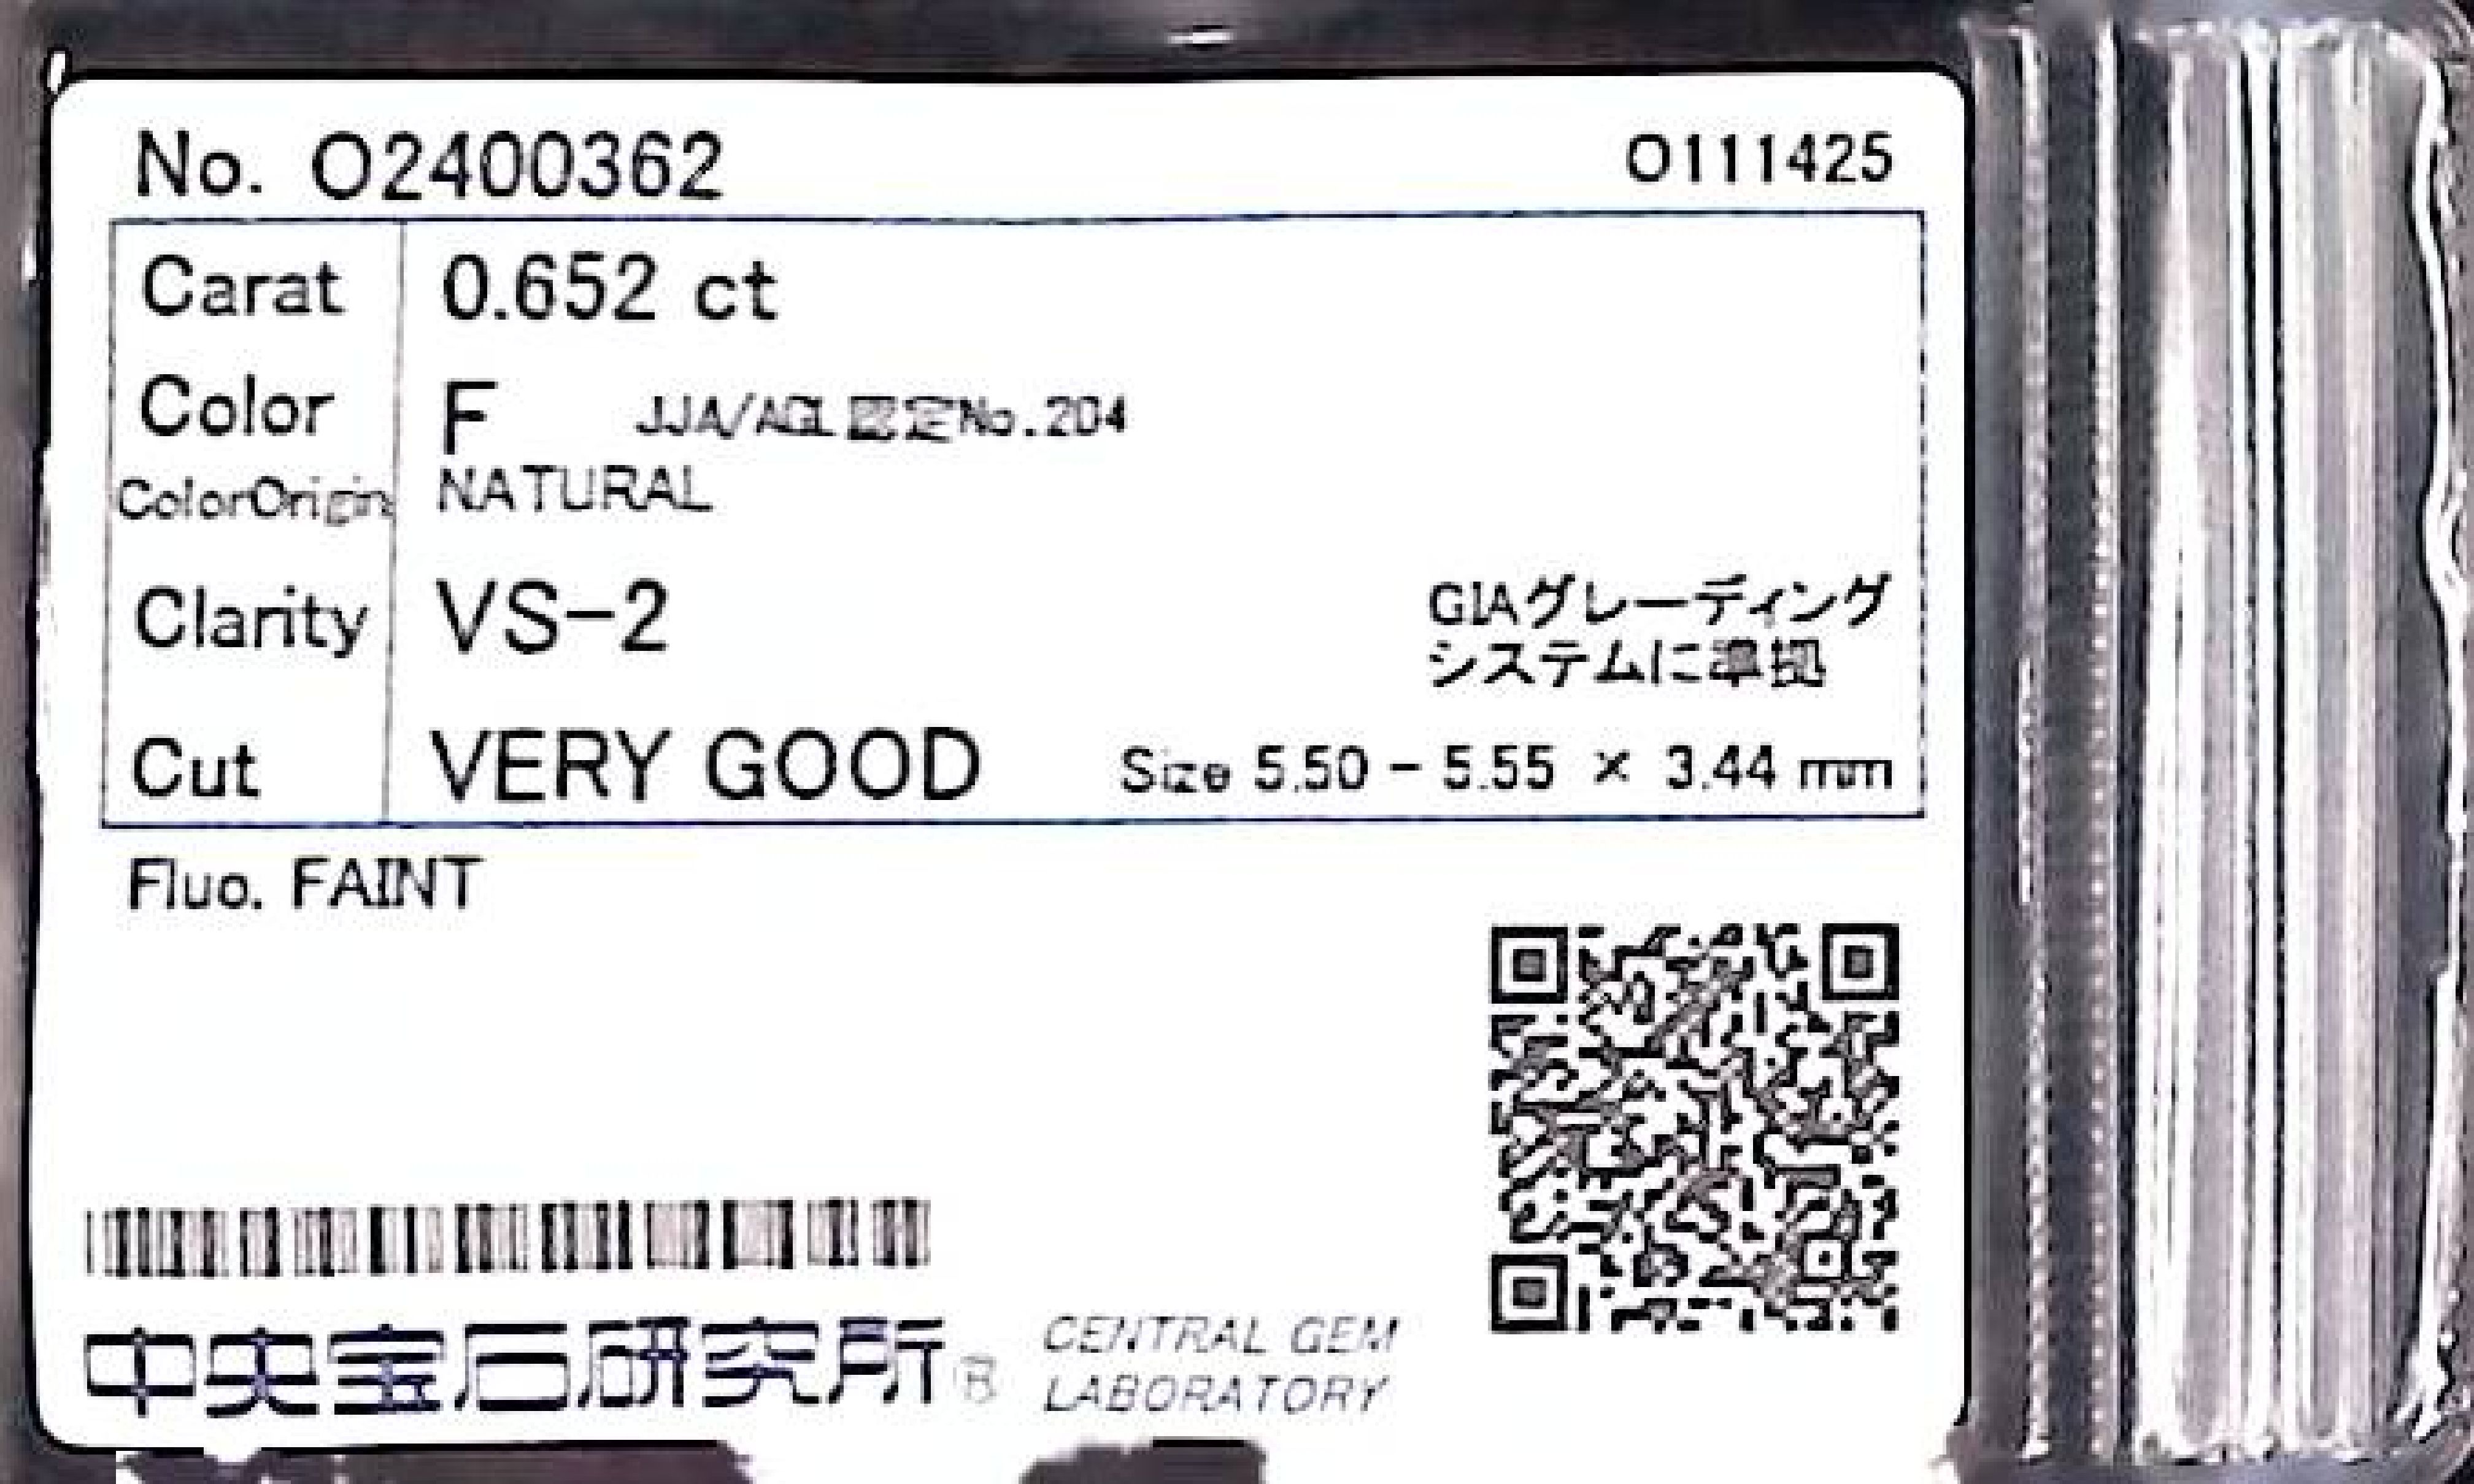 No. O2400362 O111425
Carat 0.652 ct
Color F JJA/AGL認定No.204
ColorOrigin NATURAL
Clarity VS-2
GIAグレーディング
システムに準拠
Cut VERY GOOD Size 5.50 - 5.55 × 3.44 mm
Fluo. FAINT
中央宝石研究所® CENTRAL GEM
LABORATORY